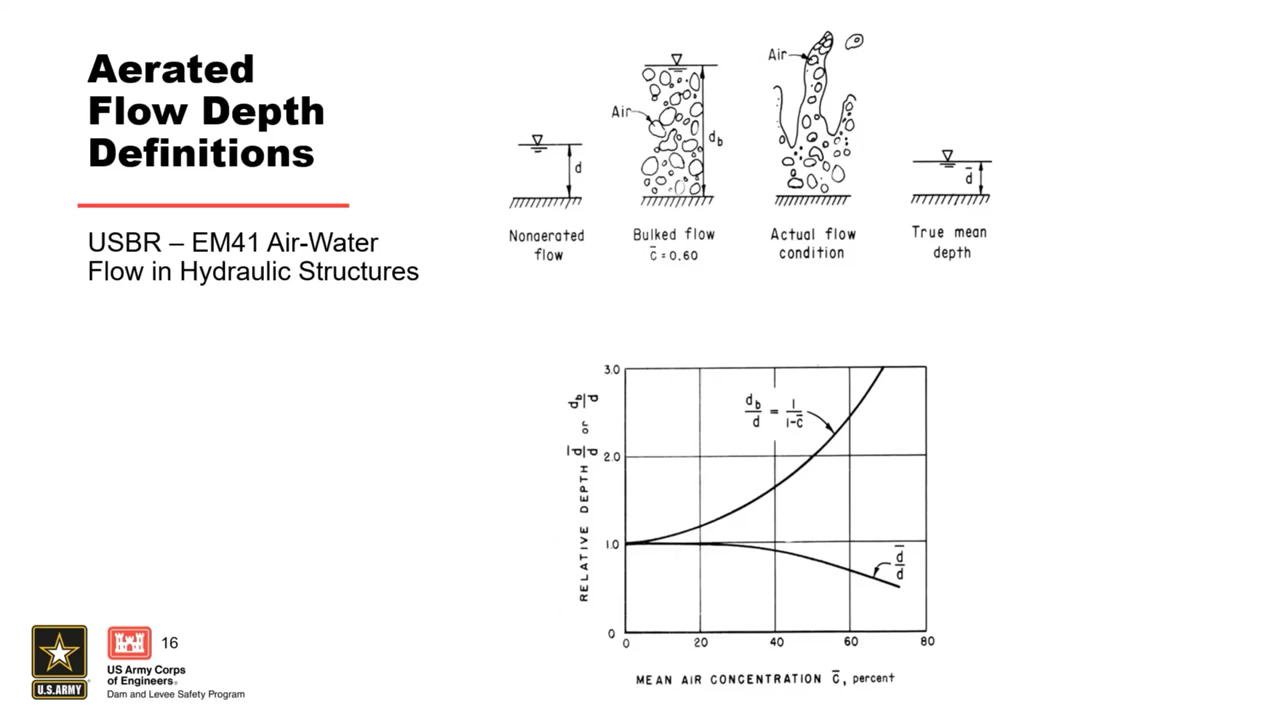 Aerated
Flow Depth
Definitions
USBR – EM41 Air-Water
Flow in Hydraulic Structures
Air
Air
d
d_b
d̅
Nonaerated
flow
Bulked flow
C̅ = 0.60
Actual flow
condition
True mean
depth
3.0
2.0
1.0
0
d_b/d = 1/1-C̅
d̅/d
RELATIVE DEPTH d̅/d or d_b/d
0
20
40
60
80
MEAN AIR CONCENTRATION C̅, percent
U.S.ARMY
16
US Army Corps
of Engineers®
Dam and Levee Safety Program